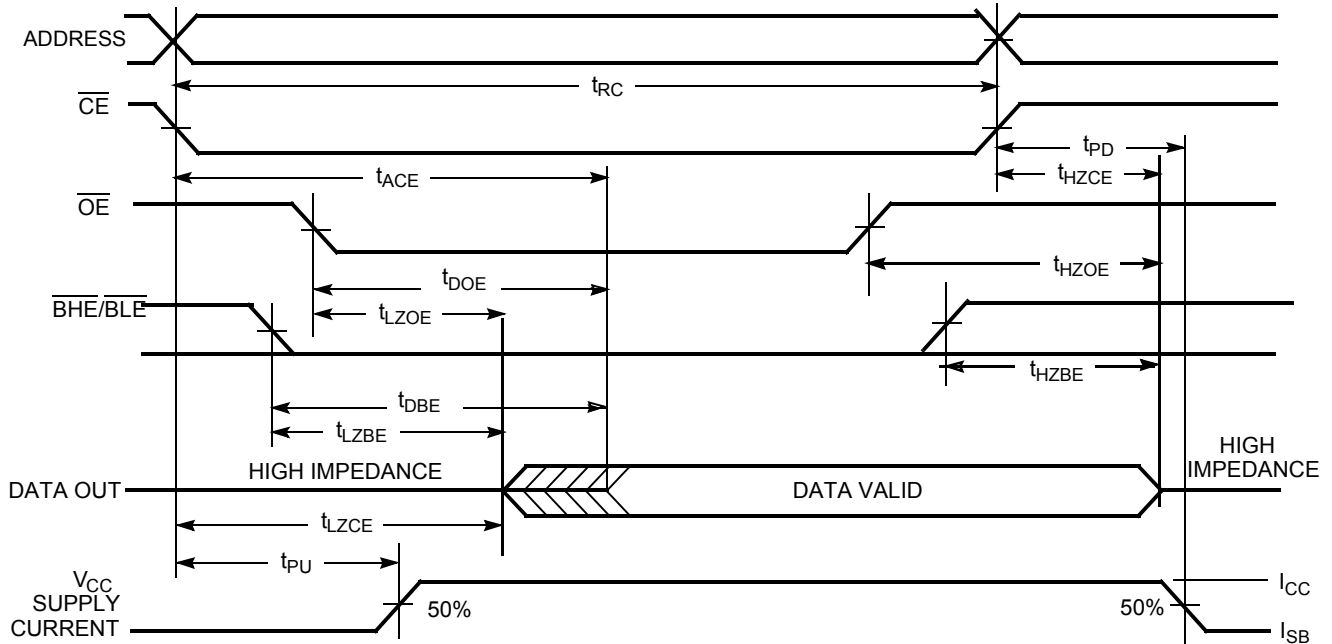 ADDRESS
tRC
CE
tPD
tACE
tHZCE
OE
tHZOE
tDOE
BHE/BLE
tLZOE
tHZBE
tDBE
tLZBE
HIGH IMPEDANCE
HIGH
IMPEDANCE
DATA OUT
DATA VALID
tLZCE
tPU
VCC
SUPPLY
CURRENT
50%
50%
ICC
ISB